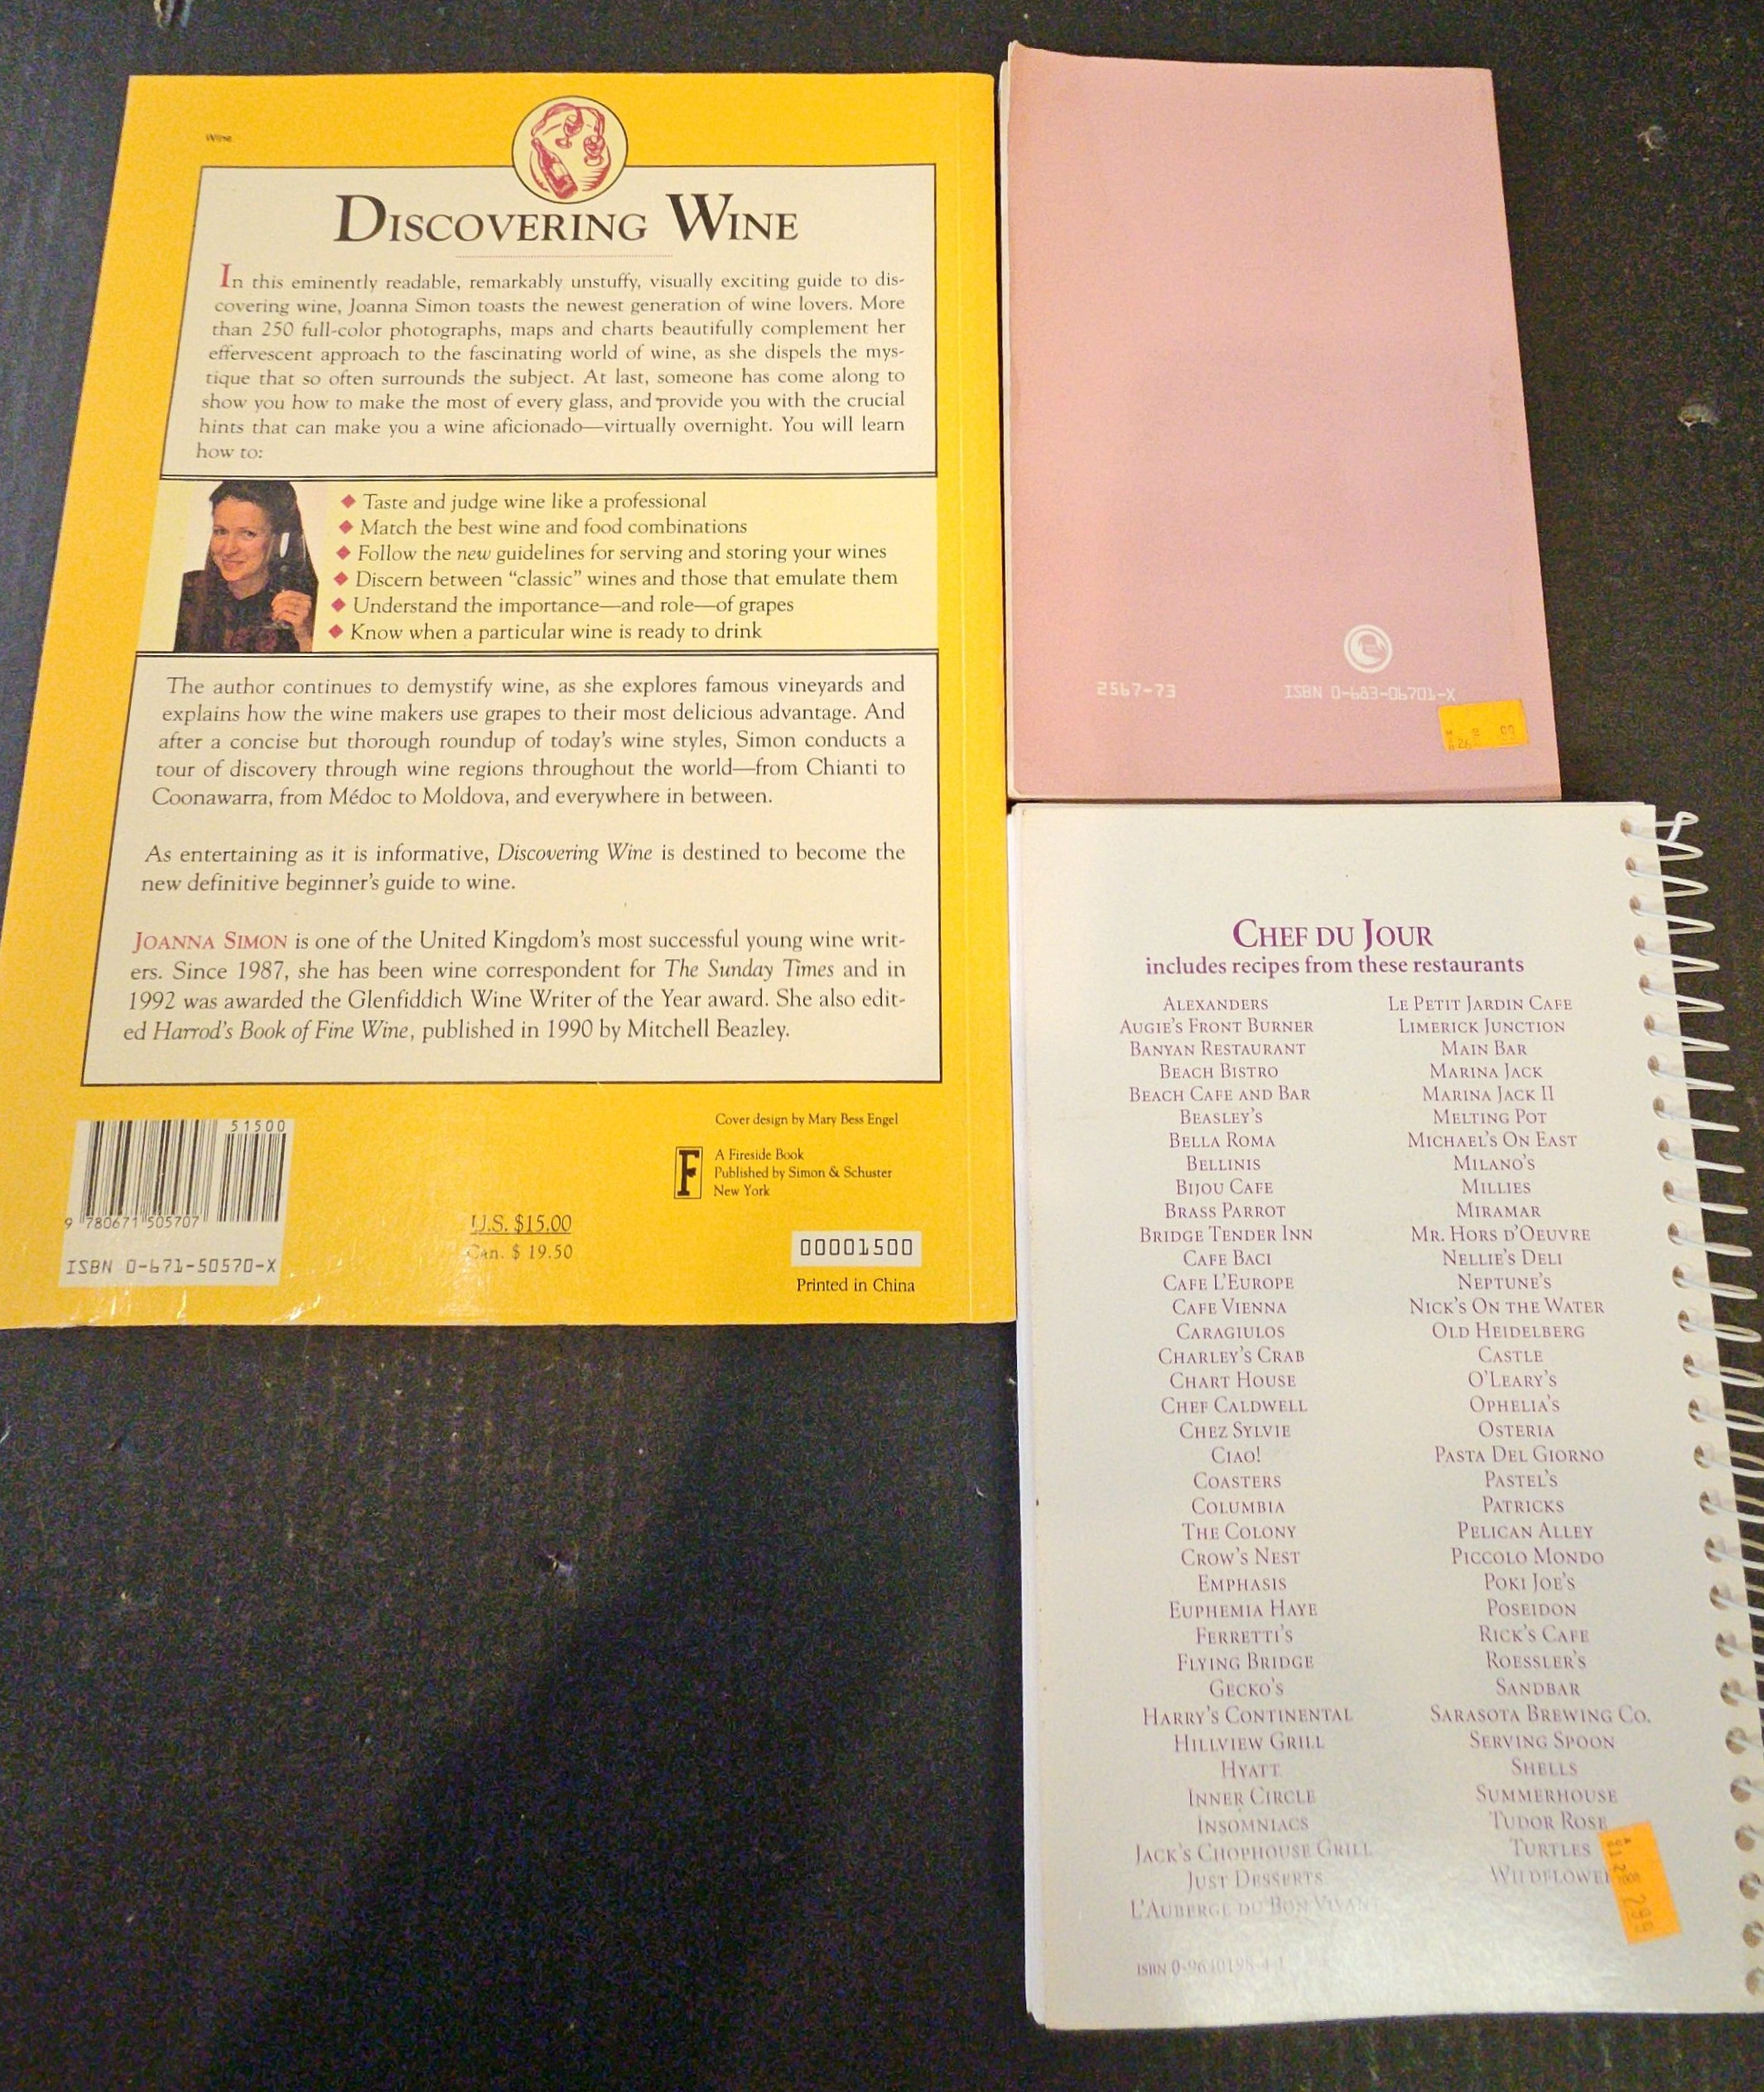 Wine
DISCOVERING WINE
In this eminently readable, remarkably unstuffy, visually exciting guide to dis-
covering wine, Joanna Simon toasts the newest generation of wine lovers. More
than 250 full-color photographs, maps and charts beautifully complement her
effervescent approach to the fascinating world of wine, as she dispels the mys-
tique that so often surrounds the subject. At last, someone has come along to
show you how to make the most of every glass, and provide you with the crucial
hints that can make you a wine aficionado—virtually overnight. You will learn
how to:
◆ Taste and judge wine like a professional
◆ Match the best wine and food combinations
◆ Follow the new guidelines for serving and storing your wines
◆ Discern between “classic” wines and those that emulate them
◆ Understand the importance—and role—of grapes
◆ Know when a particular wine is ready to drink
The author continues to demystify wine, as she explores famous vineyards and
explains how the wine makers use grapes to their most delicious advantage. And
after a concise but thorough roundup of today’s wine styles, Simon conducts a
tour of discovery through wine regions throughout the world—from Chianti to
Coonawarra, from Médoc to Moldova, and everywhere in between.
As entertaining as it is informative, Discovering Wine is destined to become the
new definitive beginner’s guide to wine.
JOANNA SIMON is one of the United Kingdom’s most successful young wine writ-
ers. Since 1987, she has been wine correspondent for The Sunday Times and in
1992 was awarded the Glenfiddich Wine Writer of the Year award. She also edit-
ed Harrod’s Book of Fine Wine, published in 1990 by Mitchell Beazley.
51500
9 780671 505707
ISBN 0-671-50570-X
U.S. $15.00
Can. $ 19.50
Cover design by Mary Bess Engel
F
A Fireside Book
Published by Simon & Schuster
New York
00001500
Printed in China
2567-73
ISBN 0-683-06701-X
CHEF DU JOUR
includes recipes from these restaurants
ALEXANDERS
AUGIE’S FRONT BURNER
BANYAN RESTAURANT
BEACH BISTRO
BEACH CAFE AND BAR
BEASLEY’S
BELLA ROMA
BELLINIS
BIJOU CAFE
BRASS PARROT
BRIDGE TENDER INN
CAFE BACI
CAFE L’EUROPE
CAFE VIENNA
CARAGIULOS
CHARLEY’S CRAB
CHART HOUSE
CHEF CALDWELL
CHEZ SYLVIE
CIAO!
COASTERS
COLUMBIA
THE COLONY
CROW’S NEST
EMPHASIS
EUPHEMIA HAYE
FERRETTI’S
FLYING BRIDGE
GECKO’S
HARRY’S CONTINENTAL
HILLVIEW GRILL
HYATT
INNER CIRCLE
INSOMNIACS
JACK’S CHOPHOUSE GRILL
JUST DESSERTS
L’AUBERGE DU BON VIVANT
LE PETIT JARDIN CAFE
LIMERICK JUNCTION
MAIN BAR
MARINA JACK
MARINA JACK II
MELTING POT
MICHAEL’S ON EAST
MILANO’S
MILLIES
MIRAMAR
MR. HORS D’OEUVRE
NELLIE’S DELI
NEPTUNE’S
NICK’S ON THE WATER
OLD HEIDELBERG
CASTLE
O’LEARY’S
OPHELIA’S
OSTERIA
PASTA DEL GIORNO
PASTEL’S
PATRICKS
PELICAN ALLEY
PICCOLO MONDO
POKI JOE’S
POSEIDON
RICK’S CAFE
ROESSLER’S
SANDBAR
SARASOTA BREWING CO.
SERVING SPOON
SHELLS
SUMMERHOUSE
TUDOR ROSE
TURTLES
WILDFLOWER
ISBN